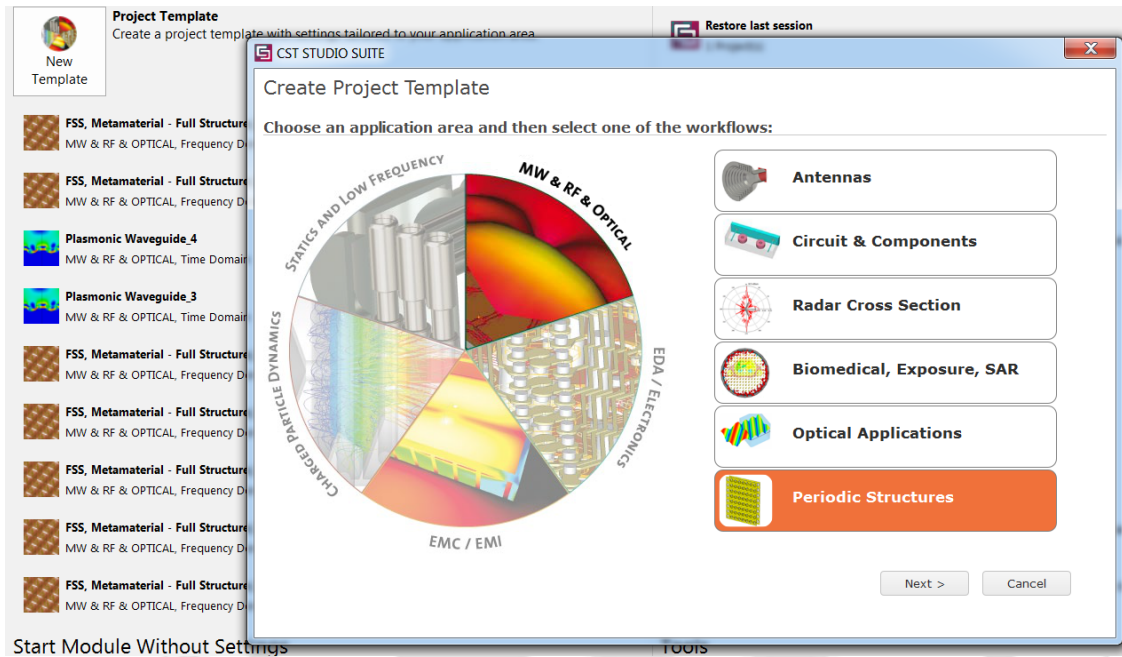 Project Template
Create a project template with settings tailored to your application area
New
Template
Restore last session
1 Project(s)
CST STUDIO SUITE
Create Project Template
Choose an application area and then select one of the workflows:
STATICS AND LOW FREQUENCY
MW & RF & OPTICAL
EDA / ELECTRONICS
EMC / EMI
CHARGED PARTICLE DYNAMICS
Antennas
Circuit & Components
Radar Cross Section
Biomedical, Exposure, SAR
Optical Applications
Periodic Structures
Next >
Cancel
FSS, Metamaterial - Full Structure
MW & RF & OPTICAL, Frequency D
FSS, Metamaterial - Full Structure
MW & RF & OPTICAL, Frequency D
Plasmonic Waveguide_4
MW & RF & OPTICAL, Time Domain
Plasmonic Waveguide_3
MW & RF & OPTICAL, Time Domain
FSS, Metamaterial - Full Structure
MW & RF & OPTICAL, Frequency D
FSS, Metamaterial - Full Structure
MW & RF & OPTICAL, Frequency D
FSS, Metamaterial - Full Structure
MW & RF & OPTICAL, Frequency D
FSS, Metamaterial - Full Structure
MW & RF & OPTICAL, Frequency D
FSS, Metamaterial - Full Structure
MW & RF & OPTICAL, Frequency D
Start Module Without Settings
Tools